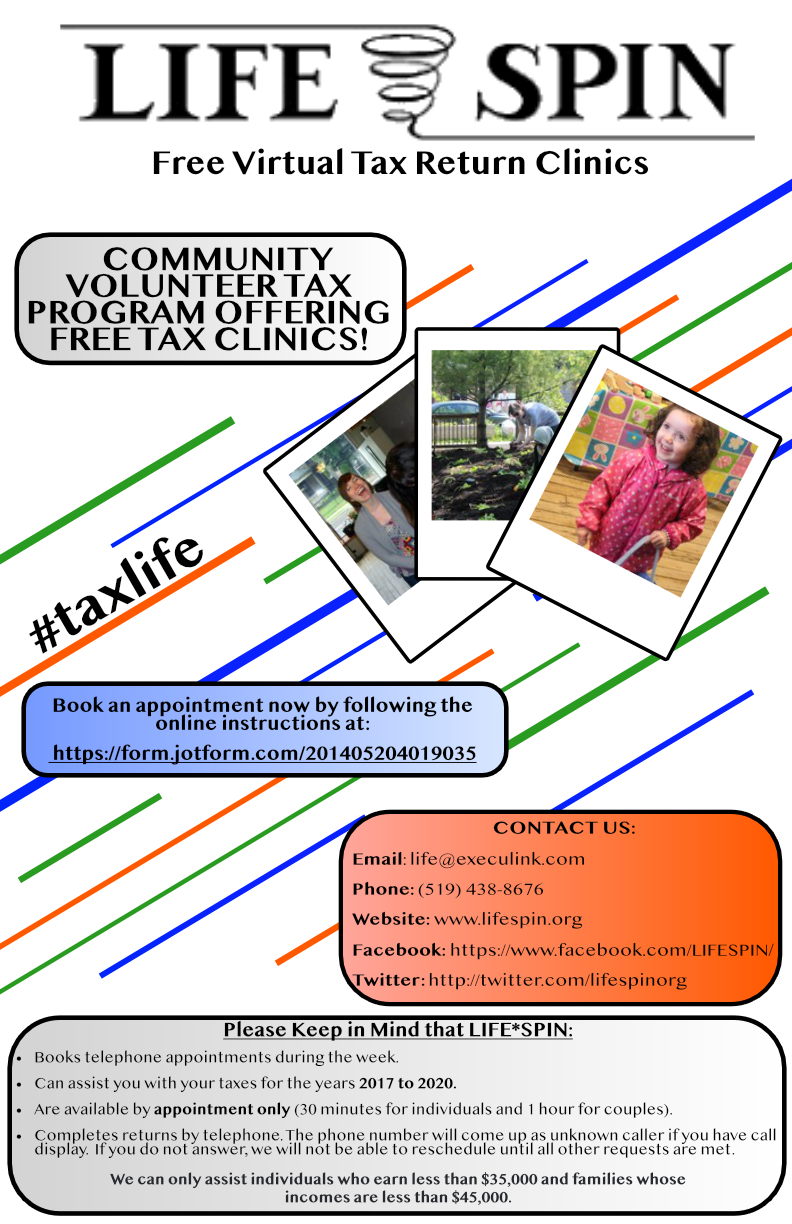 LIFE SPIN
Free Virtual Tax Return Clinics
COMMUNITY
VOLUNTEER TAX
PROGRAM OFFERING
FREE TAX CLINICS!
#taxlife
Book an appointment now by following the
online instructions at:
https://form.jotform.com/201405204019035
CONTACT US:
Email: life@execulink.com
Phone: (519) 438-8676
Website: www.lifespin.org
Facebook: https://www.facebook.com/LIFESPIN/
Twitter: http://twitter.com/lifespinorg
Please Keep in Mind that LIFE*SPIN:
• Books telephone appointments during the week.
• Can assist you with your taxes for the years 2017 to 2020.
• Are available by appointment only (30 minutes for individuals and 1 hour for couples).
• Completes returns by telephone. The phone number will come up as unknown caller if you have call
display. If you do not answer, we will not be able to reschedule until all other requests are met.
We can only assist individuals who earn less than $35,000 and families whose
incomes are less than $45,000.